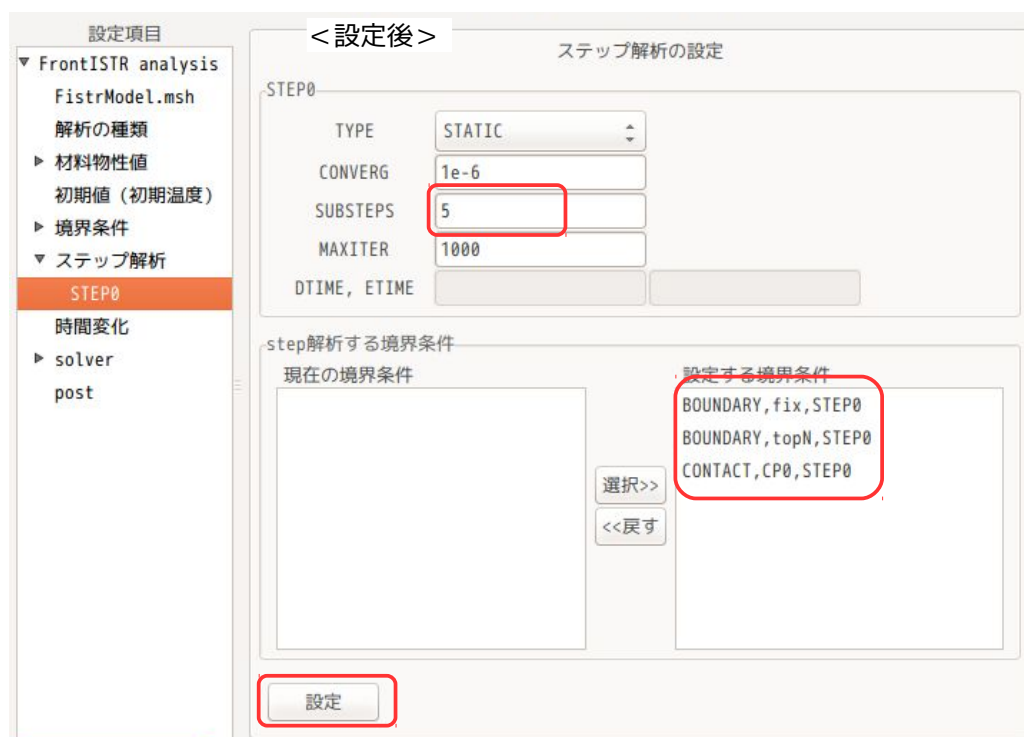 設定項目
▼ FrontISTR analysis
FistrModel.msh
解析の種類
▶ 材料物性値
初期値 (初期温度)
▶ 境界条件
▼ ステップ解析
STEP0
時間変化
▶ solver
post
＜設定後＞
ステップ解析の設定
STEP0
TYPE STATIC
CONVERG 1e-6
SUBSTEPS 5
MAXITER 1000
DTIME, ETIME
step解析する境界条件
現在の境界条件
選択>>
<<戻す
設定する境界条件
BOUNDARY,fix,STEP0
BOUNDARY,topN,STEP0
CONTACT,CP0,STEP0
設定